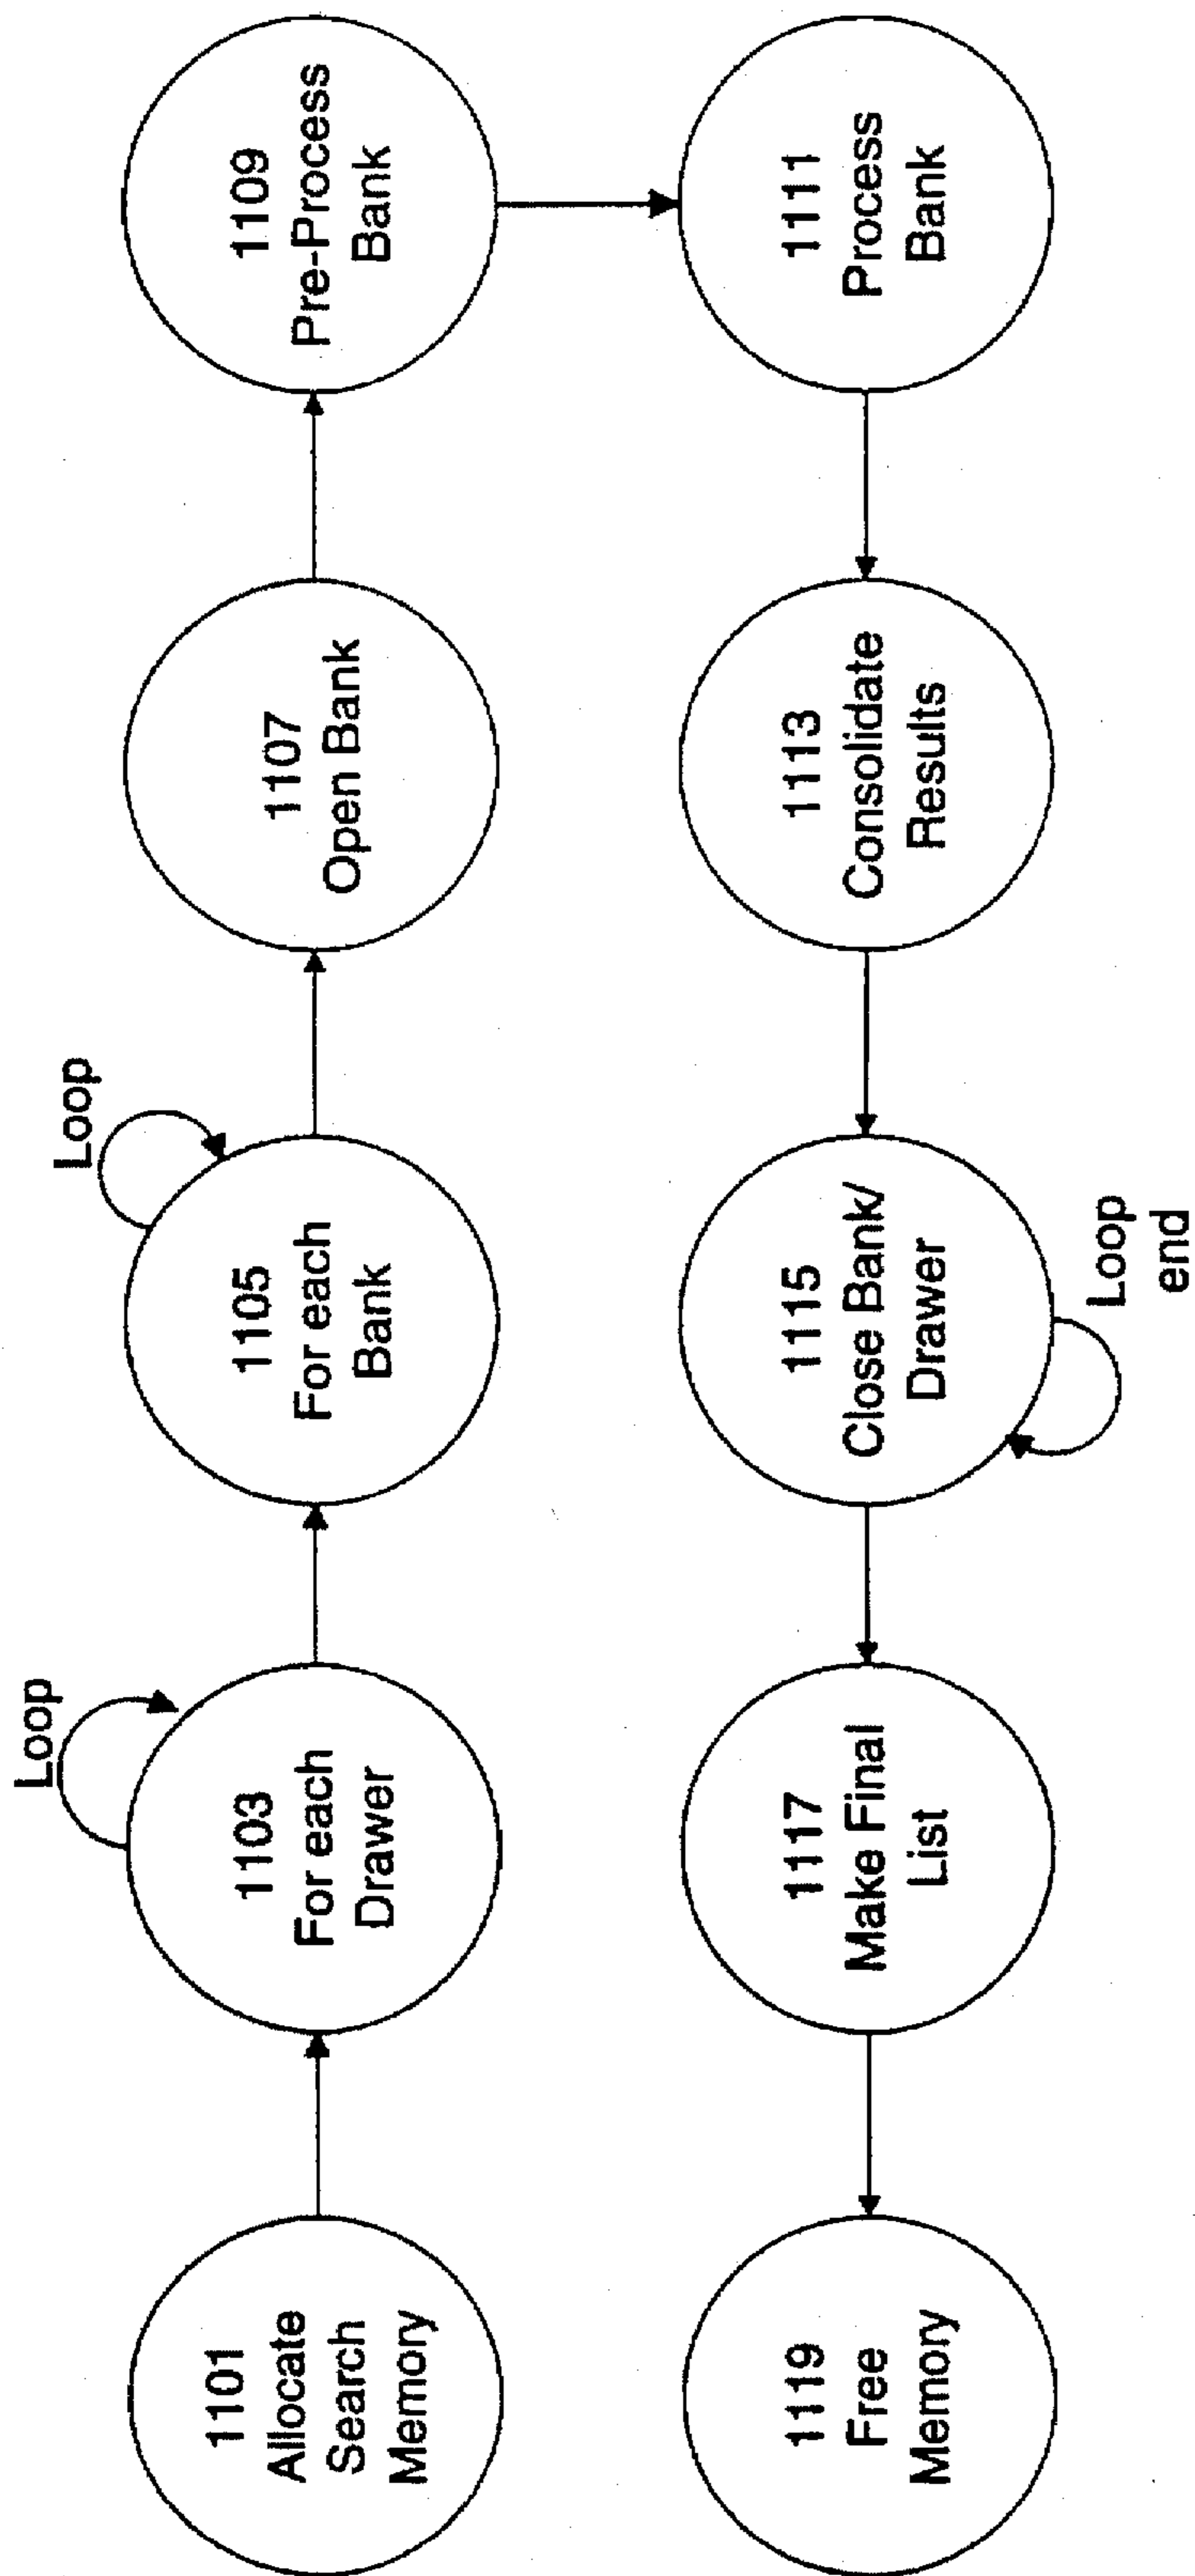 1101
Allocate
Search
Memory
Loop
1103
For each
Drawer
Loop
1105
For each
Bank
1107
Open Bank
1109
Pre-Process
Bank
1111
Process
Bank
1113
Consolidate
Results
1115
Close Bank/
Drawer
Loop
end
1117
Make Final
List
1119
Free
Memory